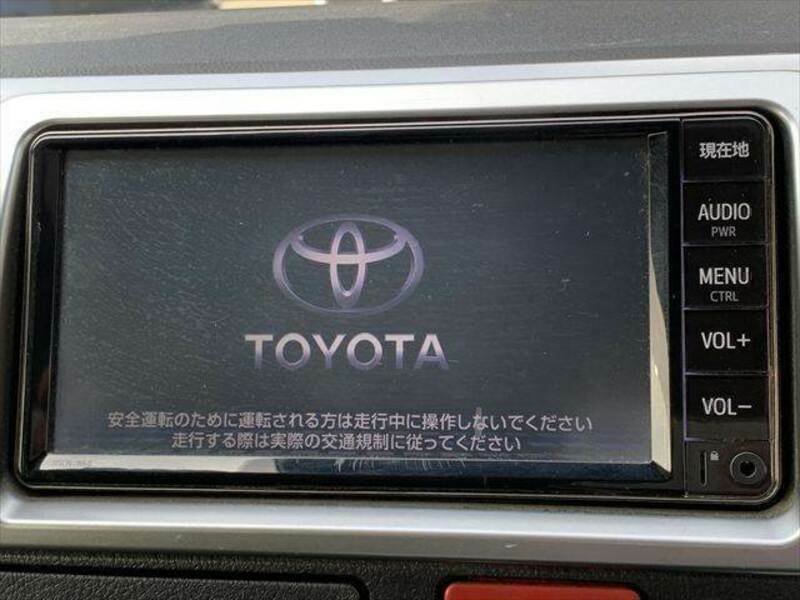 TOYOTA
安全運転のために運転される方は走行中に操作しないでください
走行する際は実際の交通規制に従ってください
現在地
AUDIO
PWR
MENU
CTRL
VOL+
VOL-